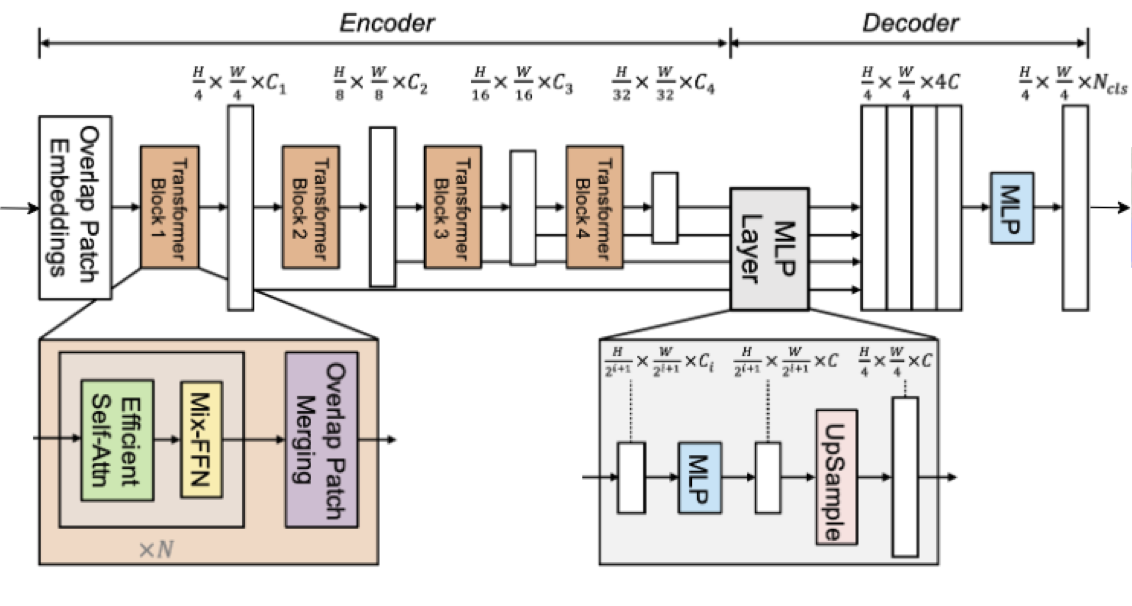 Encoder
Decoder
H/4 × W/4 ×C₁
H/8 × W/8 ×C₂
H/16 × W/16 ×C₃
H/32 × W/32 ×C₄
H/4 × W/4 ×4C
H/4 × W/4 ×N_cls
Overlap Patch
Embeddings
Transformer
Block 1
Transformer
Block 2
Transformer
Block 3
Transformer
Block 4
MLP
Layer
MLP
Efficient
Self-Attn
Mix-FFN
Overlap Patch
Merging
×N
H/2^{i+1} × W/2^{i+1} ×C_i
H/2^{i+1} × W/2^{i+1} ×C
H/4 × W/4 ×C
MLP
UpSample